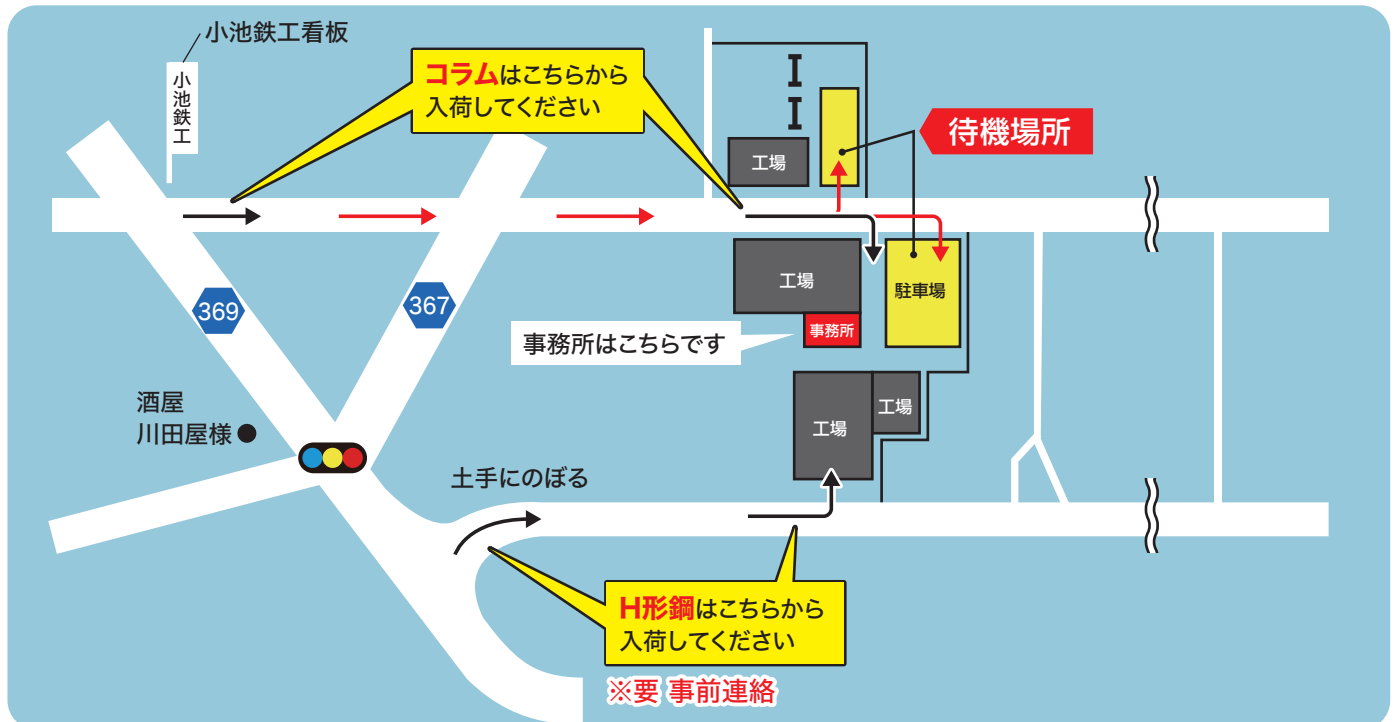 小池鉄工看板
小池鉄工
コラムはこちらから
入荷してください
待機場所
工場
工場
駐車場
事務所
事務所はこちらです
369
367
酒屋
川田屋様
工場
工場
土手にのぼる
H形鋼はこちらから
入荷してください
※要 事前連絡